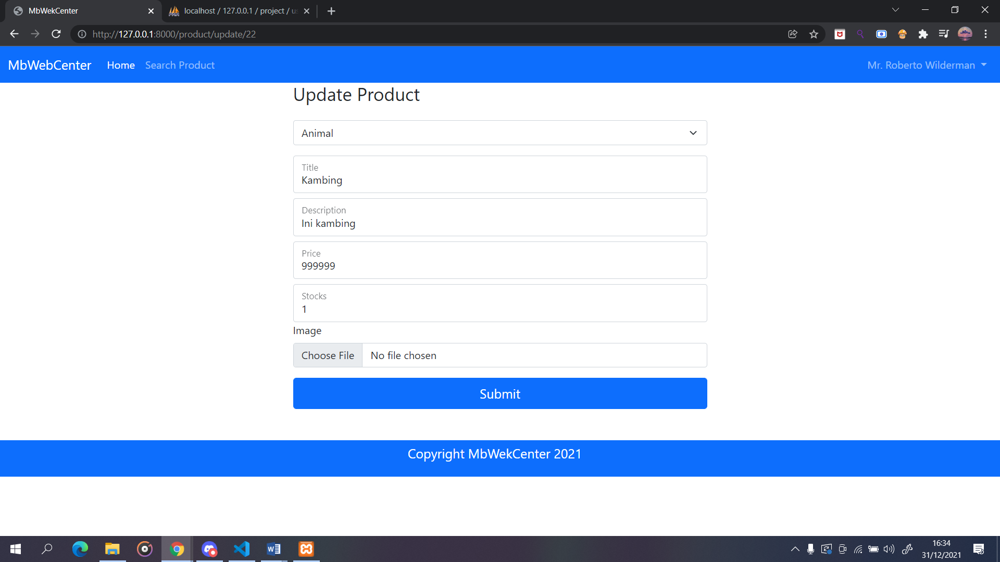 MbWekCenter
localhost / 127.0.0.1 / project / us
http://127.0.0.1:8000/product/update/22
MbWebCenter Home Search Product Mr. Roberto Wilderman
Update Product
Animal
Title
Kambing
Description
Ini kambing
Price
999999
Stocks
1
Image
Choose File No file chosen
Submit
Copyright MbWekCenter 2021
16:34
31/12/2021